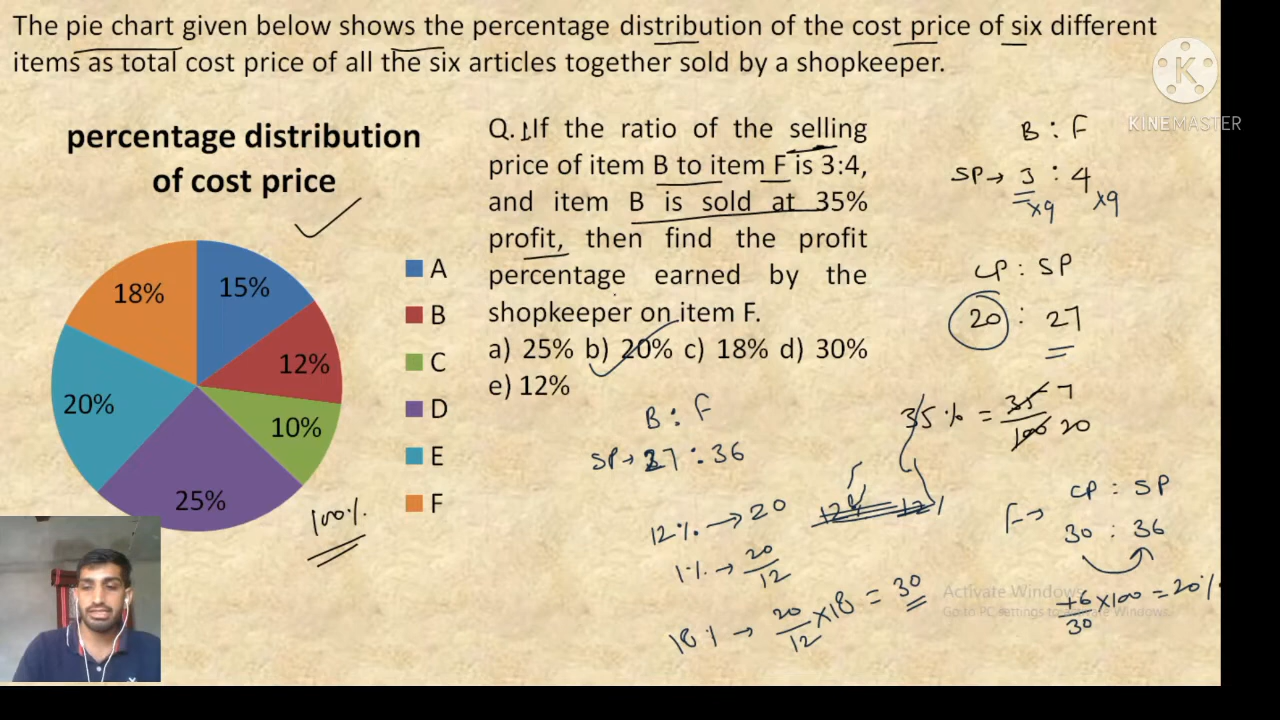 The pie chart given below shows the percentage distribution of the cost price of six different
items as total cost price of all the six articles together sold by a shopkeeper.
K
KINEMASTER
percentage distribution
of cost price
18%
15%
12%
20%
10%
25%
100%
A
B
C
D
E
F
Q.1 If the ratio of the selling
price of item B to item F is 3:4,
and item B is sold at 35%
profit, then find the profit
percentage earned by the
shopkeeper on item F.
a) 25% b) 20% c) 18% d) 30%
e) 12%
B : F
SP→ 27 : 36
12% → 20
1% → 20/12
18% → 20/12 × 18 = 30
B : F
SP → 3 : 4
×9 ×9
CP : SP
20 : 27
35% = 35/100 7/20
F→ CP : SP
30 : 36
+6/30 × 100 = 20%
Activate Windows
Go to PC settings to activate Windows.